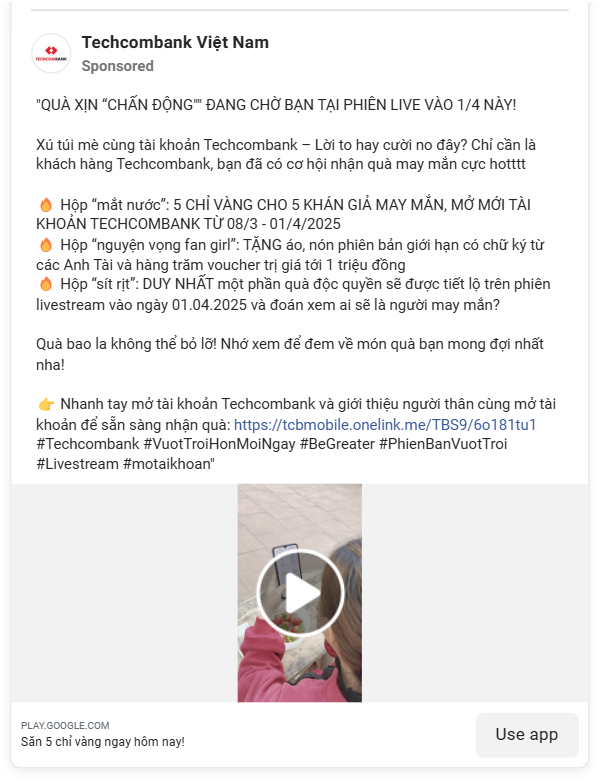 Techcombank Việt Nam
TECHCOMBANK
Sponsored
"QUÀ XỊN “CHẤN ĐỘNG"" ĐANG CHỜ BẠN TẠI PHIÊN LIVE VÀO 1/4 NÀY!
Xú túi mè cùng tài khoản Techcombank – Lời to hay cười no đây? Chỉ cần là
khách hàng Techcombank, bạn đã có cơ hội nhận quà may mắn cực hotttt
🔥 Hộp “mắt nước”: 5 CHỈ VÀNG CHO 5 KHÁN GIẢ MAY MẮN, MỞ MỚI TÀI
KHOẢN TECHCOMBANK TỪ 08/3 - 01/4/2025
🔥 Hộp “nguyện vọng fan girl”: TẶNG áo, nón phiên bản giới hạn có chữ ký từ
các Anh Tài và hàng trăm voucher trị giá tới 1 triệu đồng
🔥 Hộp “sít rịt”: DUY NHẤT một phần quà độc quyền sẽ được tiết lộ trên phiên
livestream vào ngày 01.04.2025 và đoán xem ai sẽ là người may mắn?
Quà bao la không thể bỏ lỡ! Nhớ xem để đem về món quà bạn mong đợi nhất
nha!
👉 Nhanh tay mở tài khoản Techcombank và giới thiệu người thân cùng mở tài
khoản để sẵn sàng nhận quà: https://tcbmobile.onelink.me/TBS9/6o181tu1
#Techcombank #VuotTroiHonMoiNgay #BeGreater #PhienBanVuotTroi
#Livestream #motaikhoan"
PLAY.GOOGLE.COM
Săn 5 chỉ vàng ngay hôm nay!
Use app